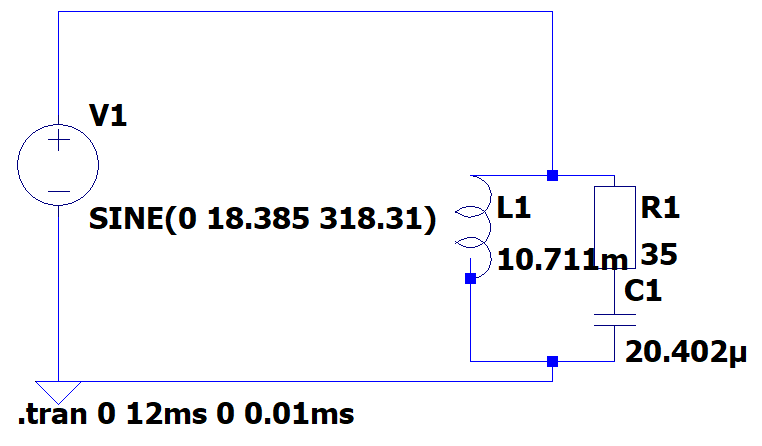 V1
SINE(0 18.385 318.31)
L1
10.711m
R1
35
C1
20.402µ
.tran 0 12ms 0 0.01ms